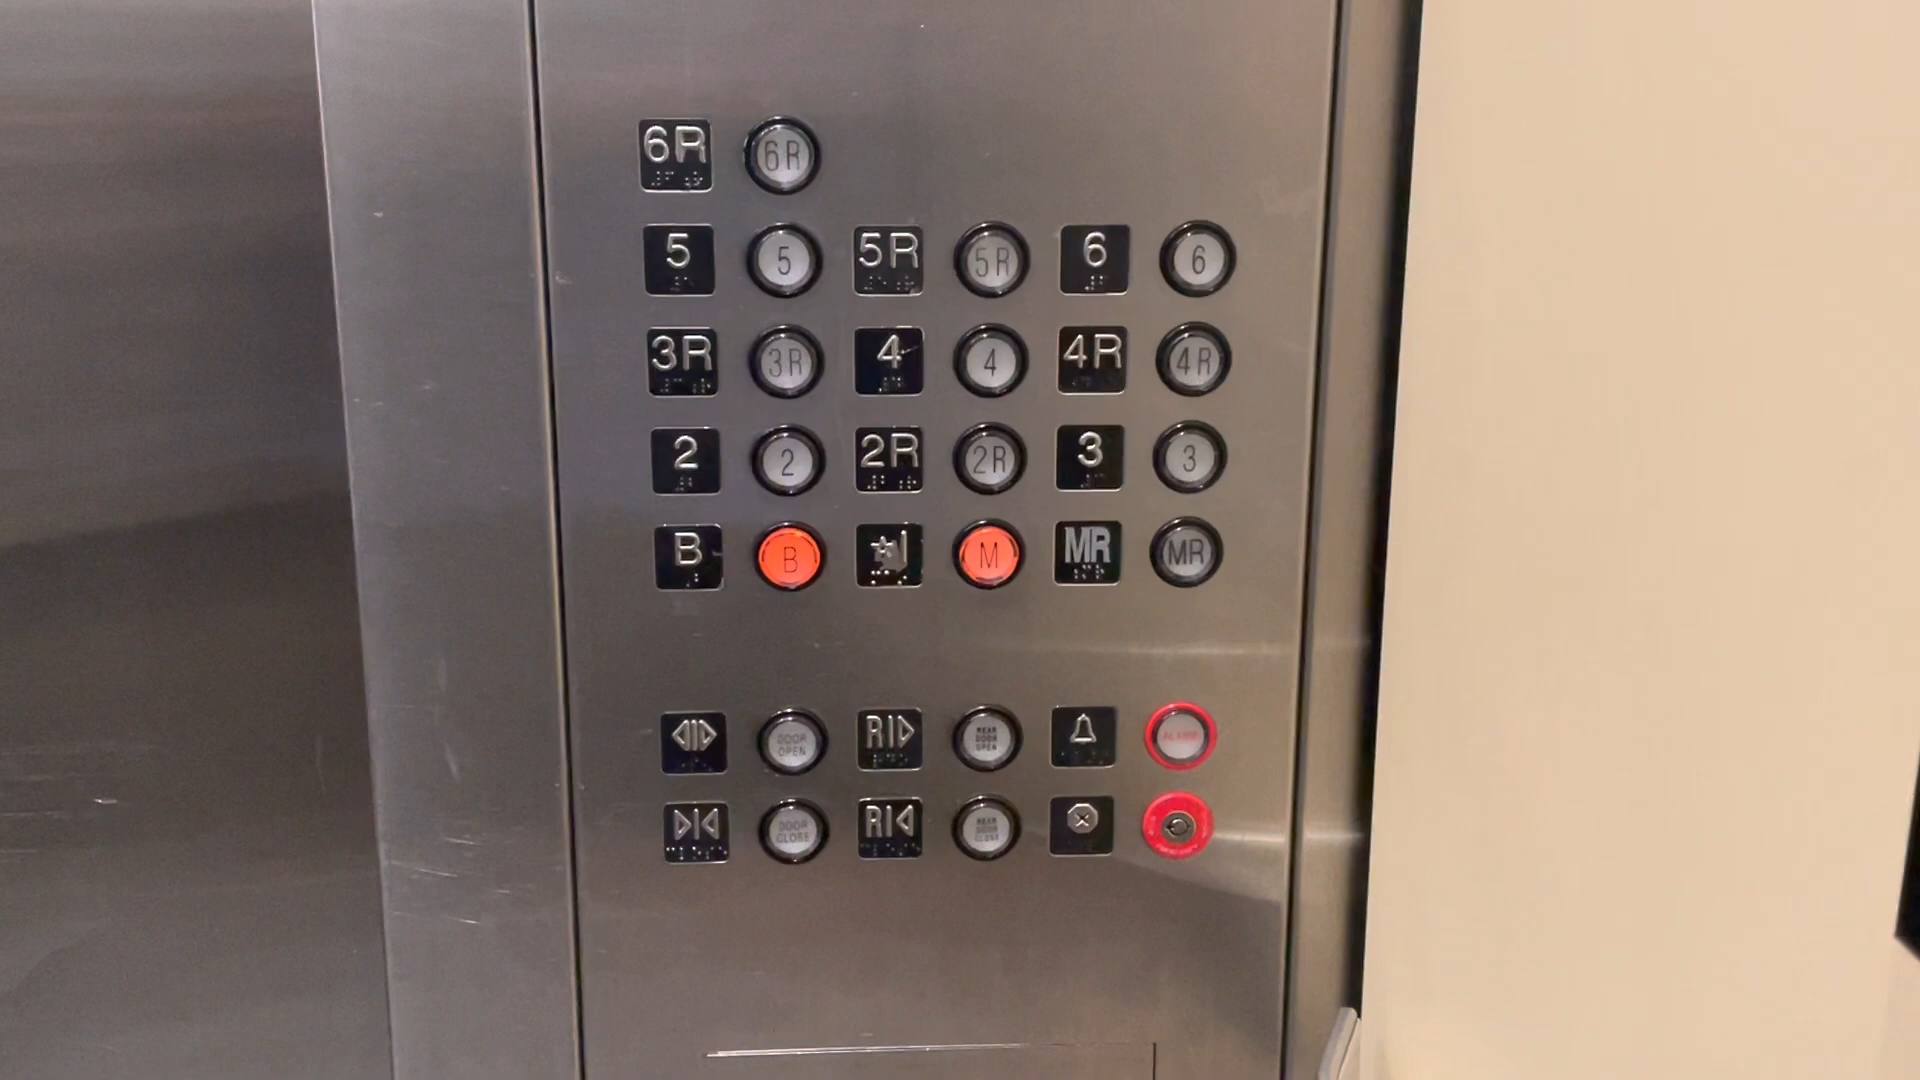 6R 6R
5 5 5R 5R 6 6
3R 3R 4 4 4R 4R
2 2 2R 2R 3 3
B B M MR MR
DOOR OPEN R REAR DOOR OPEN ALARM
DOOR CLOSE R REAR DOOR CLOSE